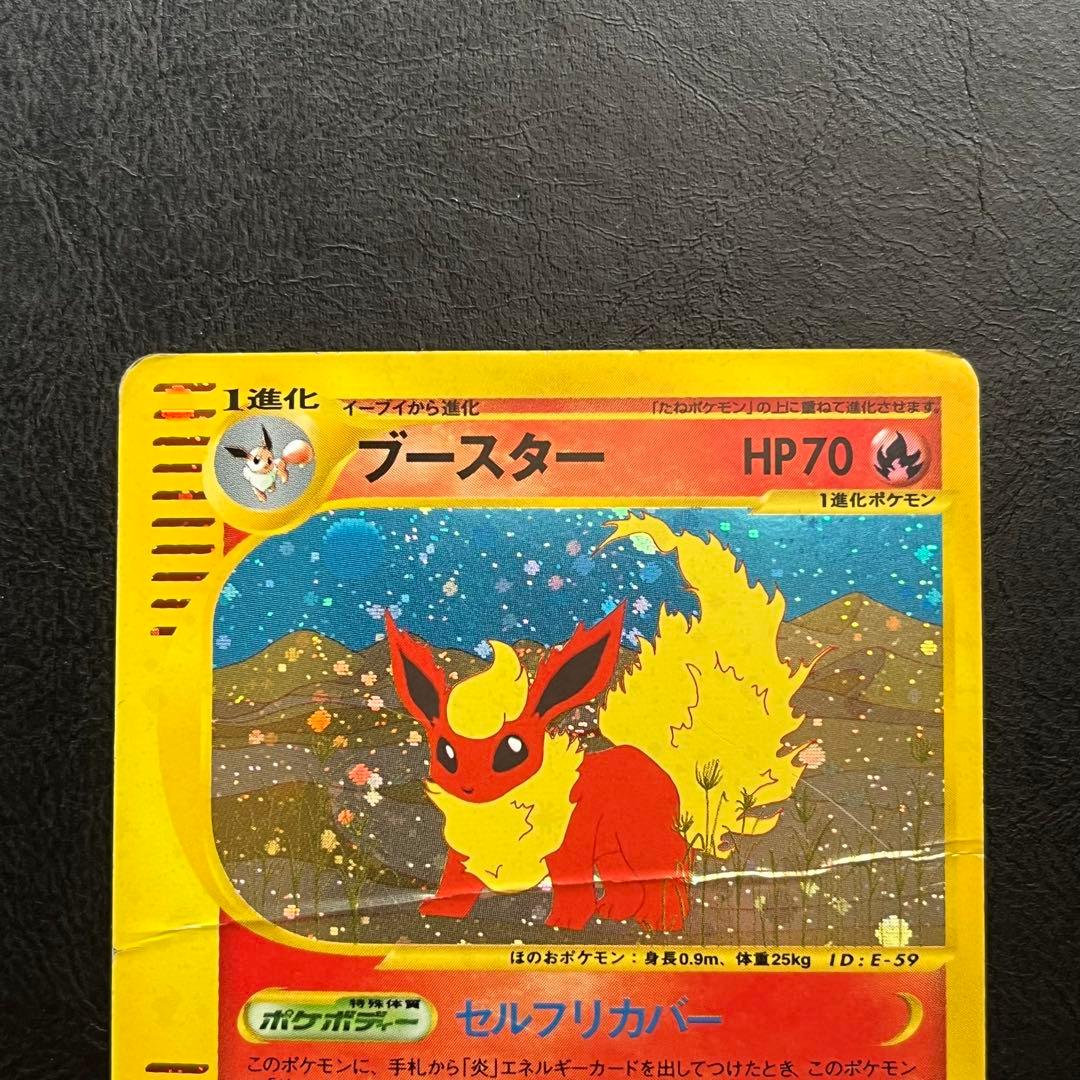 1進化
イーブイから進化
「たねポケモン」の上に重ねて進化させます。
ブースター
HP70
1進化ポケモン
ほのおポケモン：身長0.9m、体重25kg ID:E-59
特殊体質
ポケボディー
セルフリカバー
このポケモンに、手札から「炎」エネルギーカードを出してつけたとき、このポケモン